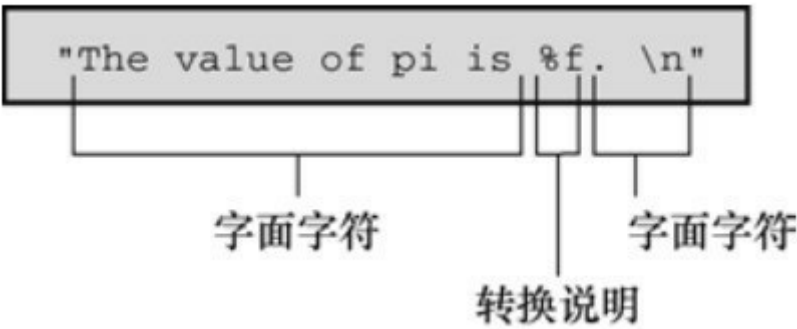 "The value of pi is %f. \n"
字面字符 字面字符
转换说明